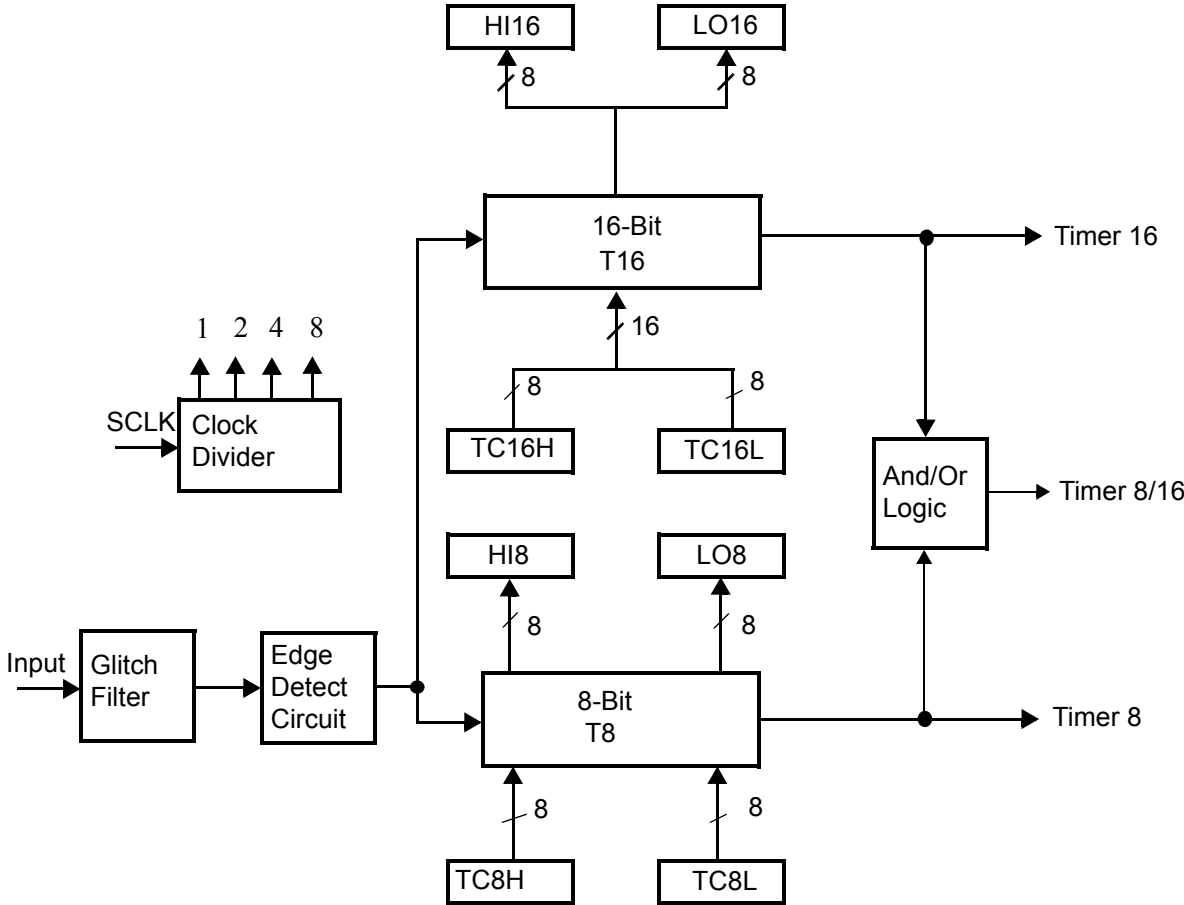 HI16
LO16
8
8
16-Bit
T16
Timer 16
16
1 2 4 8
8
8
SCLK
Clock
Divider
TC16H
TC16L
And/Or
Logic
Timer 8/16
HI8
LO8
8
8
Input
Glitch
Filter
Edge
Detect
Circuit
8-Bit
T8
Timer 8
8
8
TC8H
TC8L